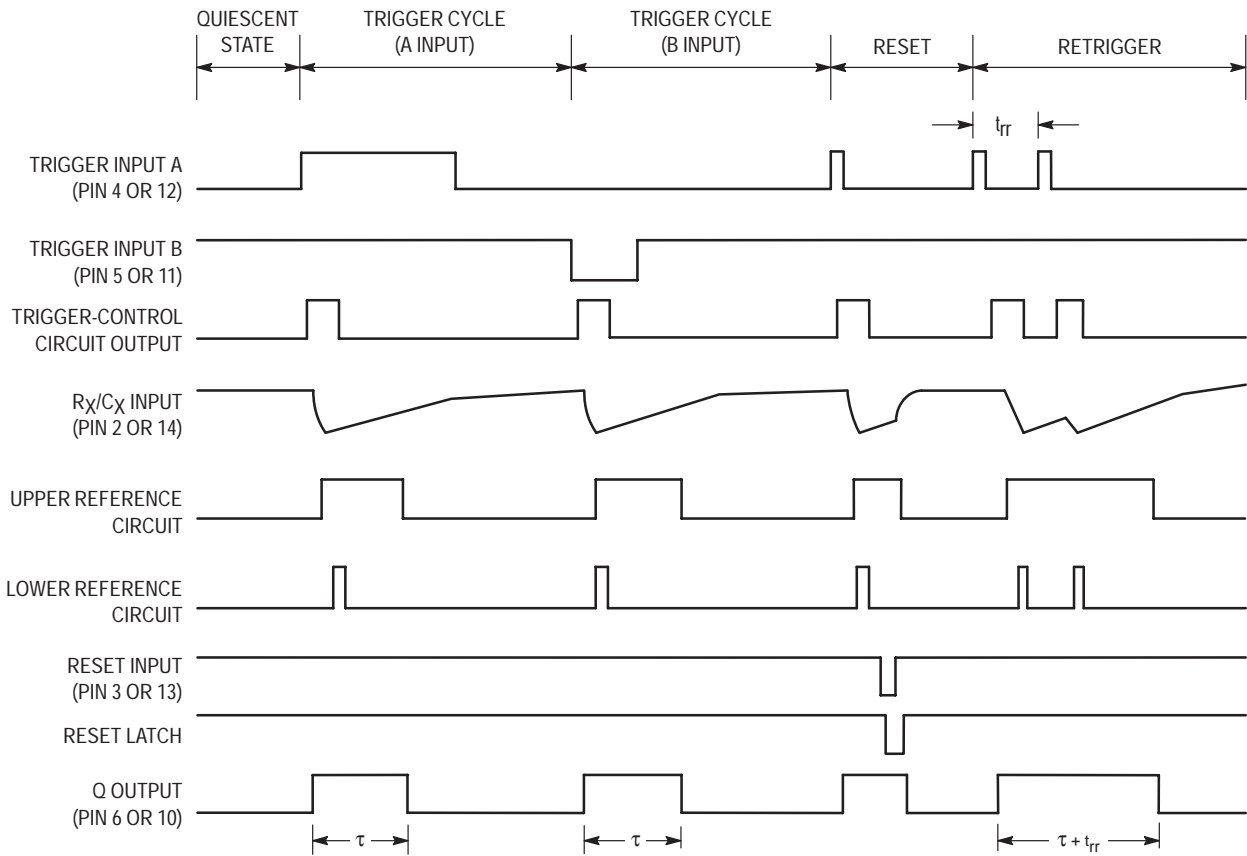 QUIESCENT
STATE
TRIGGER CYCLE
(A INPUT)
TRIGGER CYCLE
(B INPUT)
RESET
RETRIGGER
trr
TRIGGER INPUT A
(PIN 4 OR 12)
TRIGGER INPUT B
(PIN 5 OR 11)
TRIGGER-CONTROL
CIRCUIT OUTPUT
RX/CX INPUT
(PIN 2 OR 14)
UPPER REFERENCE
CIRCUIT
LOWER REFERENCE
CIRCUIT
RESET INPUT
(PIN 3 OR 13)
RESET LATCH
Q OUTPUT
(PIN 6 OR 10)
τ
τ
τ + trr